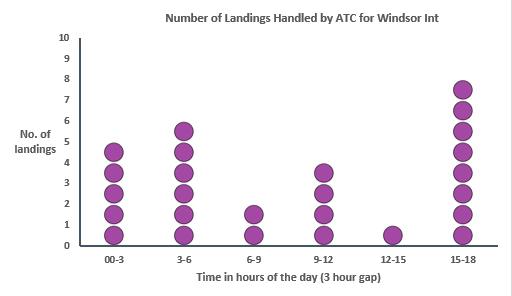 Number of Landings Handled by ATC for Windsor Int
10
9
8
7
6
5
4
3
2
1
0
No. of
landings
00-3 3-6 6-9 9-12 12-15 15-18
Time in hours of the day (3 hour gap)